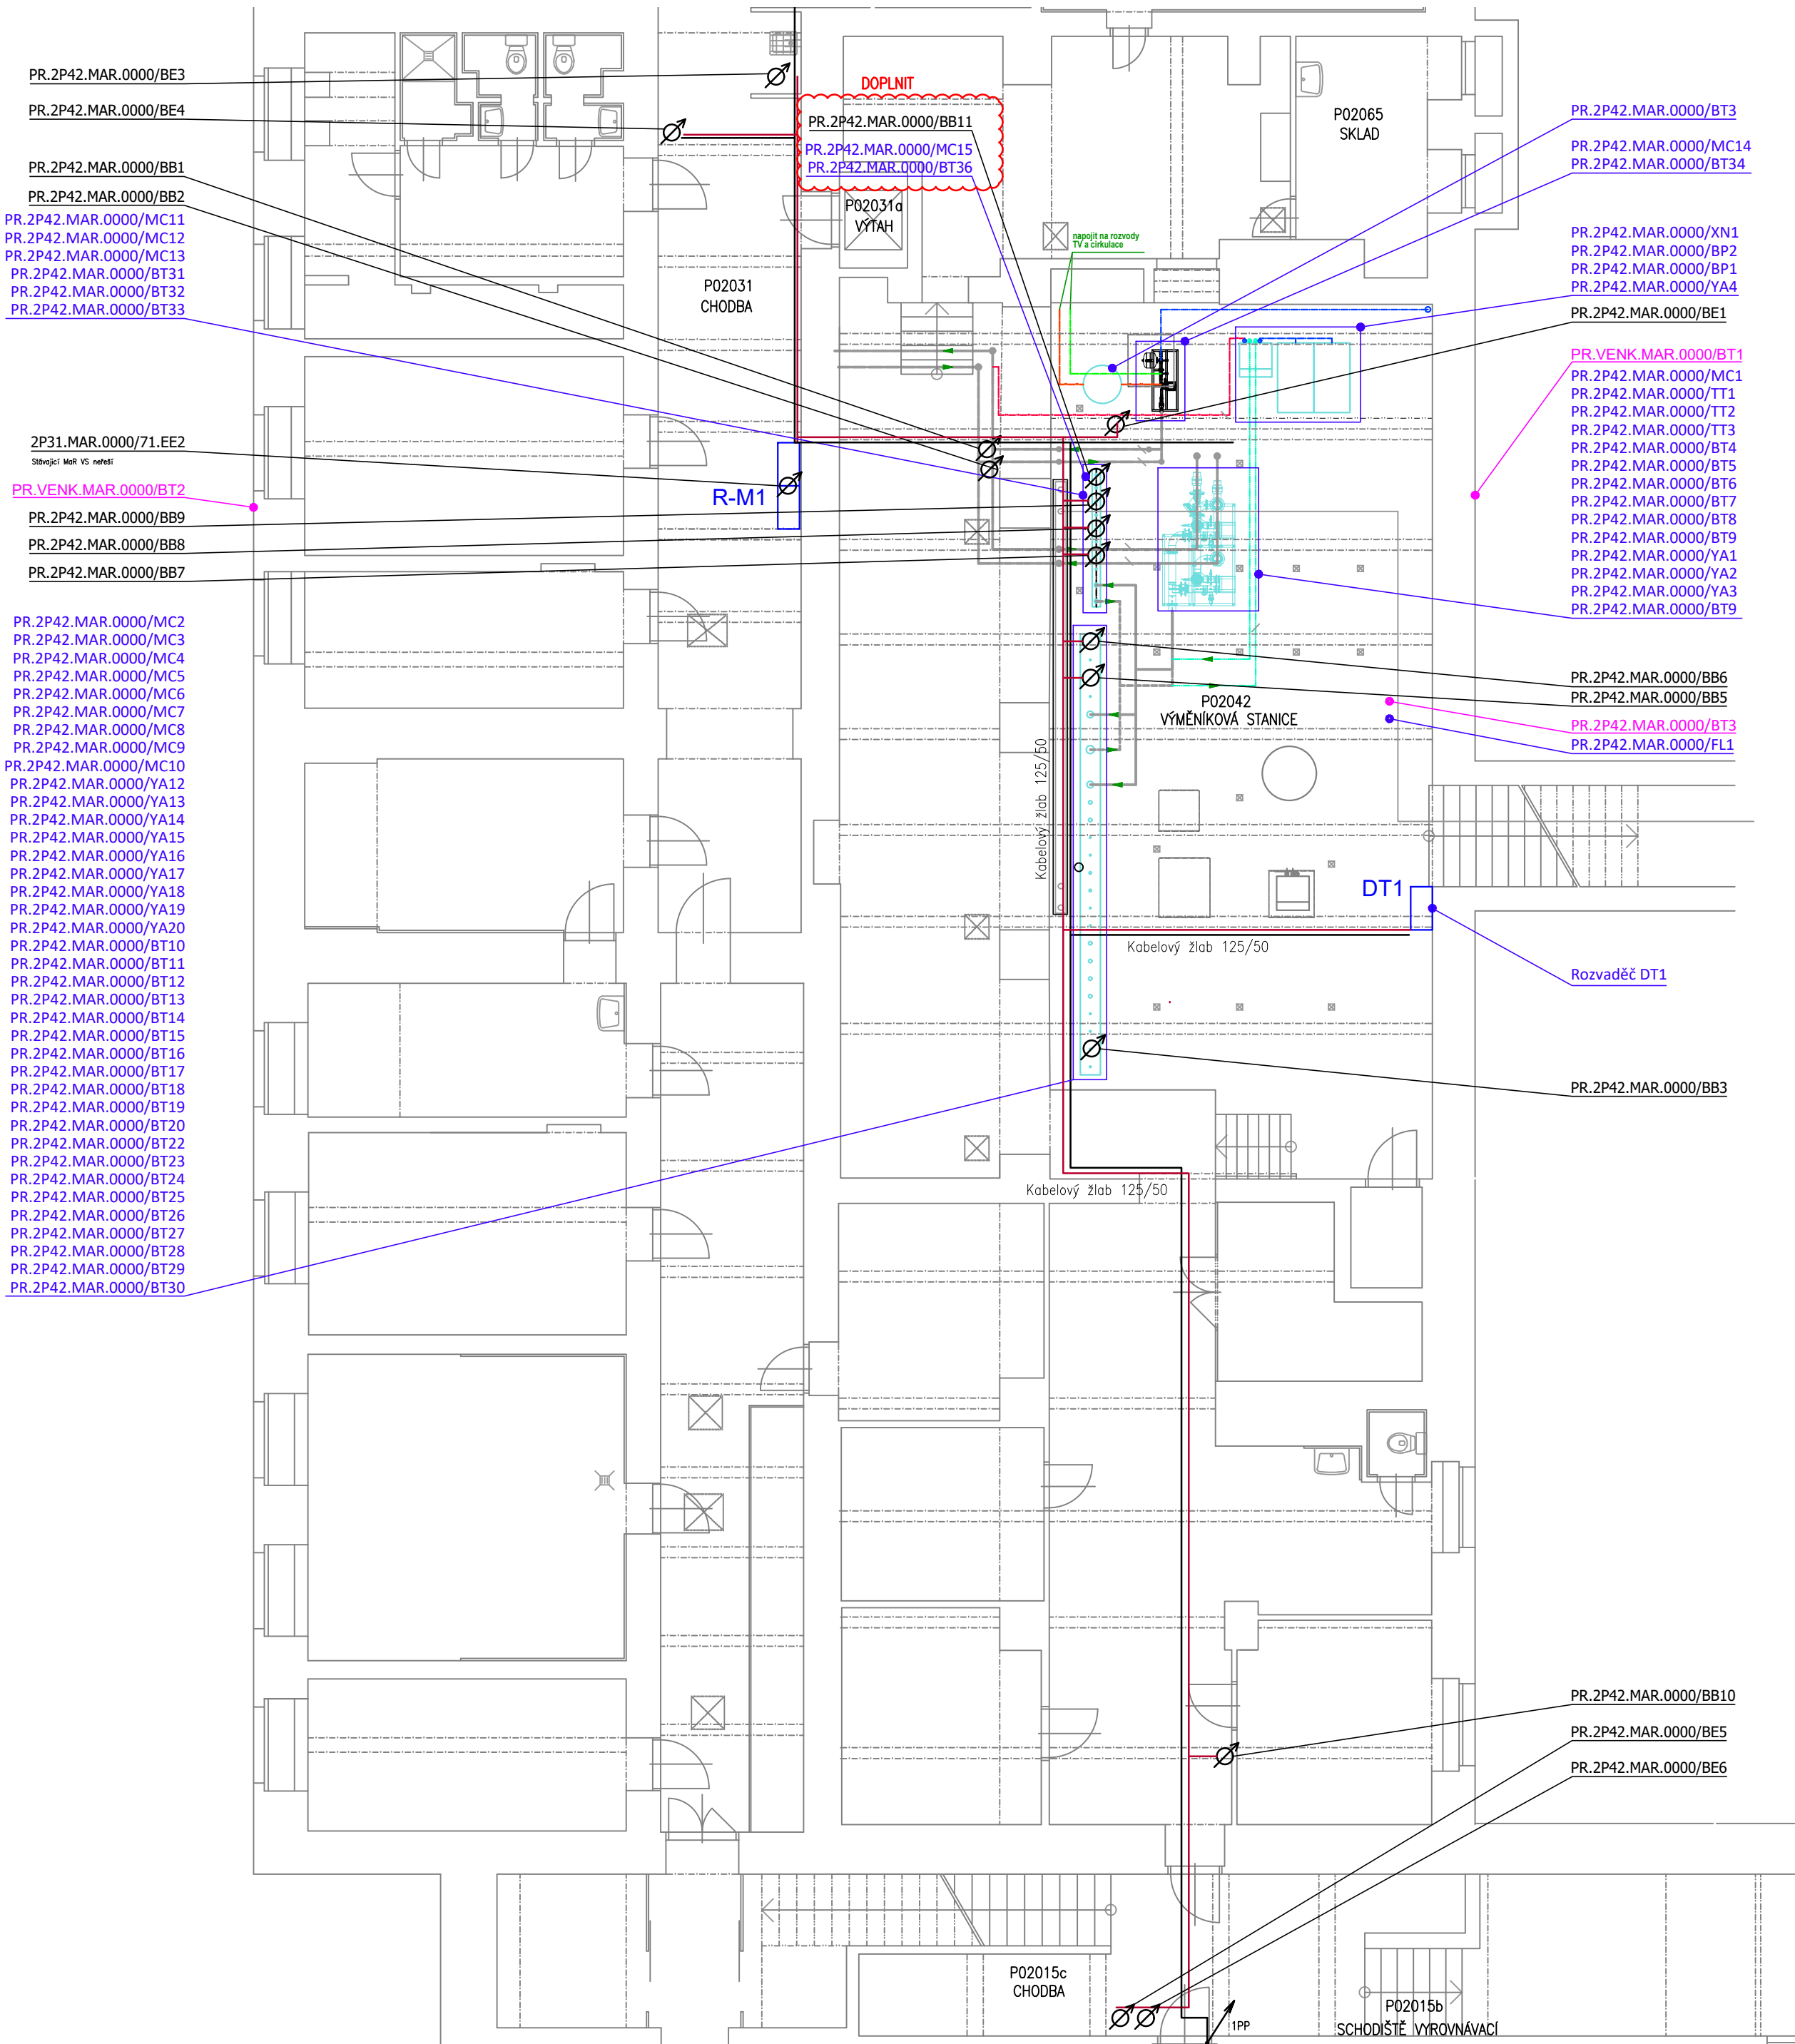 PR.2P42.MAR.0000/BE3
PR.2P42.MAR.0000/BE4
PR.2P42.MAR.0000/BB1
PR.2P42.MAR.0000/BB2
PR.2P42.MAR.0000/MC11
PR.2P42.MAR.0000/MC12
PR.2P42.MAR.0000/MC13
PR.2P42.MAR.0000/BT31
PR.2P42.MAR.0000/BT32
PR.2P42.MAR.0000/BT33
2P31.MAR.0000/71.EE2
Stávající MaR VS neřeší
PR.VENK.MAR.0000/BT2
PR.2P42.MAR.0000/BB9
PR.2P42.MAR.0000/BB8
PR.2P42.MAR.0000/BB7
PR.2P42.MAR.0000/MC2
PR.2P42.MAR.0000/MC3
PR.2P42.MAR.0000/MC4
PR.2P42.MAR.0000/MC5
PR.2P42.MAR.0000/MC6
PR.2P42.MAR.0000/MC7
PR.2P42.MAR.0000/MC8
PR.2P42.MAR.0000/MC9
PR.2P42.MAR.0000/MC10
PR.2P42.MAR.0000/YA12
PR.2P42.MAR.0000/YA13
PR.2P42.MAR.0000/YA14
PR.2P42.MAR.0000/YA15
PR.2P42.MAR.0000/YA16
PR.2P42.MAR.0000/YA17
PR.2P42.MAR.0000/YA18
PR.2P42.MAR.0000/YA19
PR.2P42.MAR.0000/YA20
PR.2P42.MAR.0000/BT10
PR.2P42.MAR.0000/BT11
PR.2P42.MAR.0000/BT12
PR.2P42.MAR.0000/BT13
PR.2P42.MAR.0000/BT14
PR.2P42.MAR.0000/BT15
PR.2P42.MAR.0000/BT16
PR.2P42.MAR.0000/BT17
PR.2P42.MAR.0000/BT18
PR.2P42.MAR.0000/BT19
PR.2P42.MAR.0000/BT20
PR.2P42.MAR.0000/BT22
PR.2P42.MAR.0000/BT23
PR.2P42.MAR.0000/BT24
PR.2P42.MAR.0000/BT25
PR.2P42.MAR.0000/BT26
PR.2P42.MAR.0000/BT27
PR.2P42.MAR.0000/BT28
PR.2P42.MAR.0000/BT29
PR.2P42.MAR.0000/BT30
DOPLNIT
PR.2P42.MAR.0000/BB11
PR.2P42.MAR.0000/MC15
PR.2P42.MAR.0000/BT36
P02031a
VÝTAH
P02031
CHODBA
R-M1
napojit na rozvody
TV a cirkulace
P02065
SKLAD
P02042
VÝMĚNÍKOVÁ STANICE
Kabelový žlab 125/50
DT1
Kabelový žlab 125/50
Kabelový žlab 125/50
PR.2P42.MAR.0000/BT3
PR.2P42.MAR.0000/MC14
PR.2P42.MAR.0000/BT34
PR.2P42.MAR.0000/XN1
PR.2P42.MAR.0000/BP2
PR.2P42.MAR.0000/BP1
PR.2P42.MAR.0000/YA4
PR.2P42.MAR.0000/BE1
PR.VENK.MAR.0000/BT1
PR.2P42.MAR.0000/MC1
PR.2P42.MAR.0000/TT1
PR.2P42.MAR.0000/TT2
PR.2P42.MAR.0000/TT3
PR.2P42.MAR.0000/BT4
PR.2P42.MAR.0000/BT5
PR.2P42.MAR.0000/BT6
PR.2P42.MAR.0000/BT7
PR.2P42.MAR.0000/BT8
PR.2P42.MAR.0000/BT9
PR.2P42.MAR.0000/YA1
PR.2P42.MAR.0000/YA2
PR.2P42.MAR.0000/YA3
PR.2P42.MAR.0000/BT9
PR.2P42.MAR.0000/BB6
PR.2P42.MAR.0000/BB5
PR.2P42.MAR.0000/BT3
PR.2P42.MAR.0000/FL1
Rozvaděč DT1
PR.2P42.MAR.0000/BB3
PR.2P42.MAR.0000/BB10
PR.2P42.MAR.0000/BE5
PR.2P42.MAR.0000/BE6
P02015c
CHODBA
1PP
P02015b
SCHODIŠTĚ VYROVNÁVACÍ